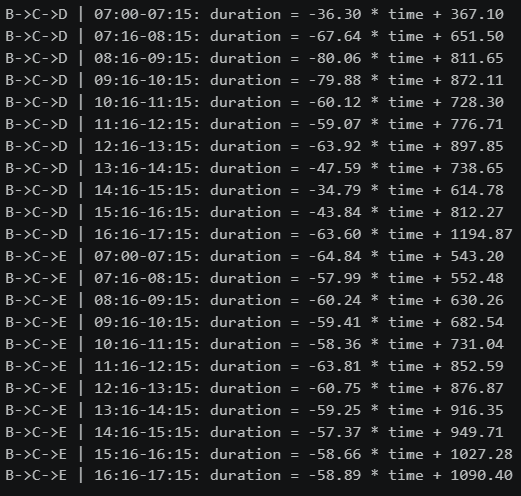 B->C->D | 07:00-07:15: duration = -36.30 * time + 367.10
B->C->D | 07:16-08:15: duration = -67.64 * time + 651.50
B->C->D | 08:16-09:15: duration = -80.06 * time + 811.65
B->C->D | 09:16-10:15: duration = -79.88 * time + 872.11
B->C->D | 10:16-11:15: duration = -60.12 * time + 728.30
B->C->D | 11:16-12:15: duration = -59.07 * time + 776.71
B->C->D | 12:16-13:15: duration = -63.92 * time + 897.85
B->C->D | 13:16-14:15: duration = -47.59 * time + 738.65
B->C->D | 14:16-15:15: duration = -34.79 * time + 614.78
B->C->D | 15:16-16:15: duration = -43.84 * time + 812.27
B->C->D | 16:16-17:15: duration = -63.60 * time + 1194.87
B->C->E | 07:00-07:15: duration = -64.84 * time + 543.20
B->C->E | 07:16-08:15: duration = -57.99 * time + 552.48
B->C->E | 08:16-09:15: duration = -60.24 * time + 630.26
B->C->E | 09:16-10:15: duration = -59.41 * time + 682.54
B->C->E | 10:16-11:15: duration = -58.36 * time + 731.04
B->C->E | 11:16-12:15: duration = -63.81 * time + 852.59
B->C->E | 12:16-13:15: duration = -60.75 * time + 876.87
B->C->E | 13:16-14:15: duration = -59.25 * time + 916.35
B->C->E | 14:16-15:15: duration = -57.37 * time + 949.71
B->C->E | 15:16-16:15: duration = -58.66 * time + 1027.28
B->C->E | 16:16-17:15: duration = -58.89 * time + 1090.40